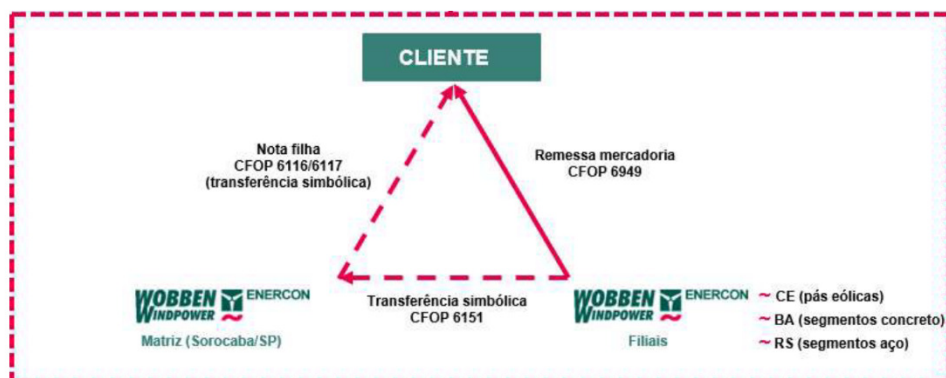 CLIENTE
Nota filha
CFOP 6116/6117
(transferência simbólica)
Remessa mercadoria
CFOP 6949
WOBBEN WINDPOWER ENERCON
Matriz (Sorocaba/SP)
Transferência simbólica
CFOP 6151
WOBBEN WINDPOWER ENERCON
Filiais
~ CE (pás eólicas)
~ BA (segmentos concreto)
~ RS (segmentos aço)